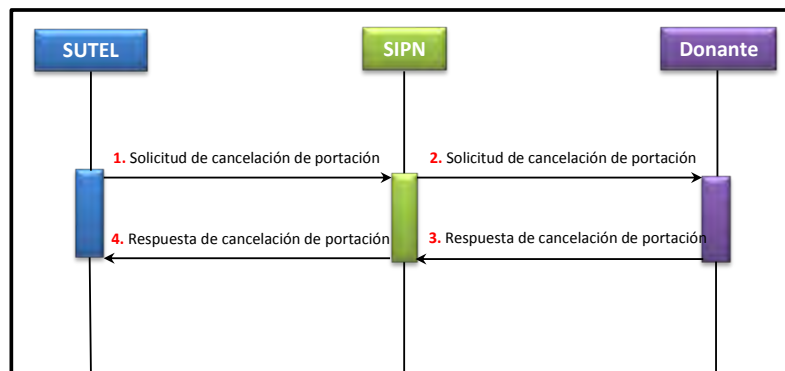 SUTEL
SIPN
Donante
1. Solicitud de cancelación de portación
2. Solicitud de cancelación de portación
4. Respuesta de cancelación de portación
3. Respuesta de cancelación de portación